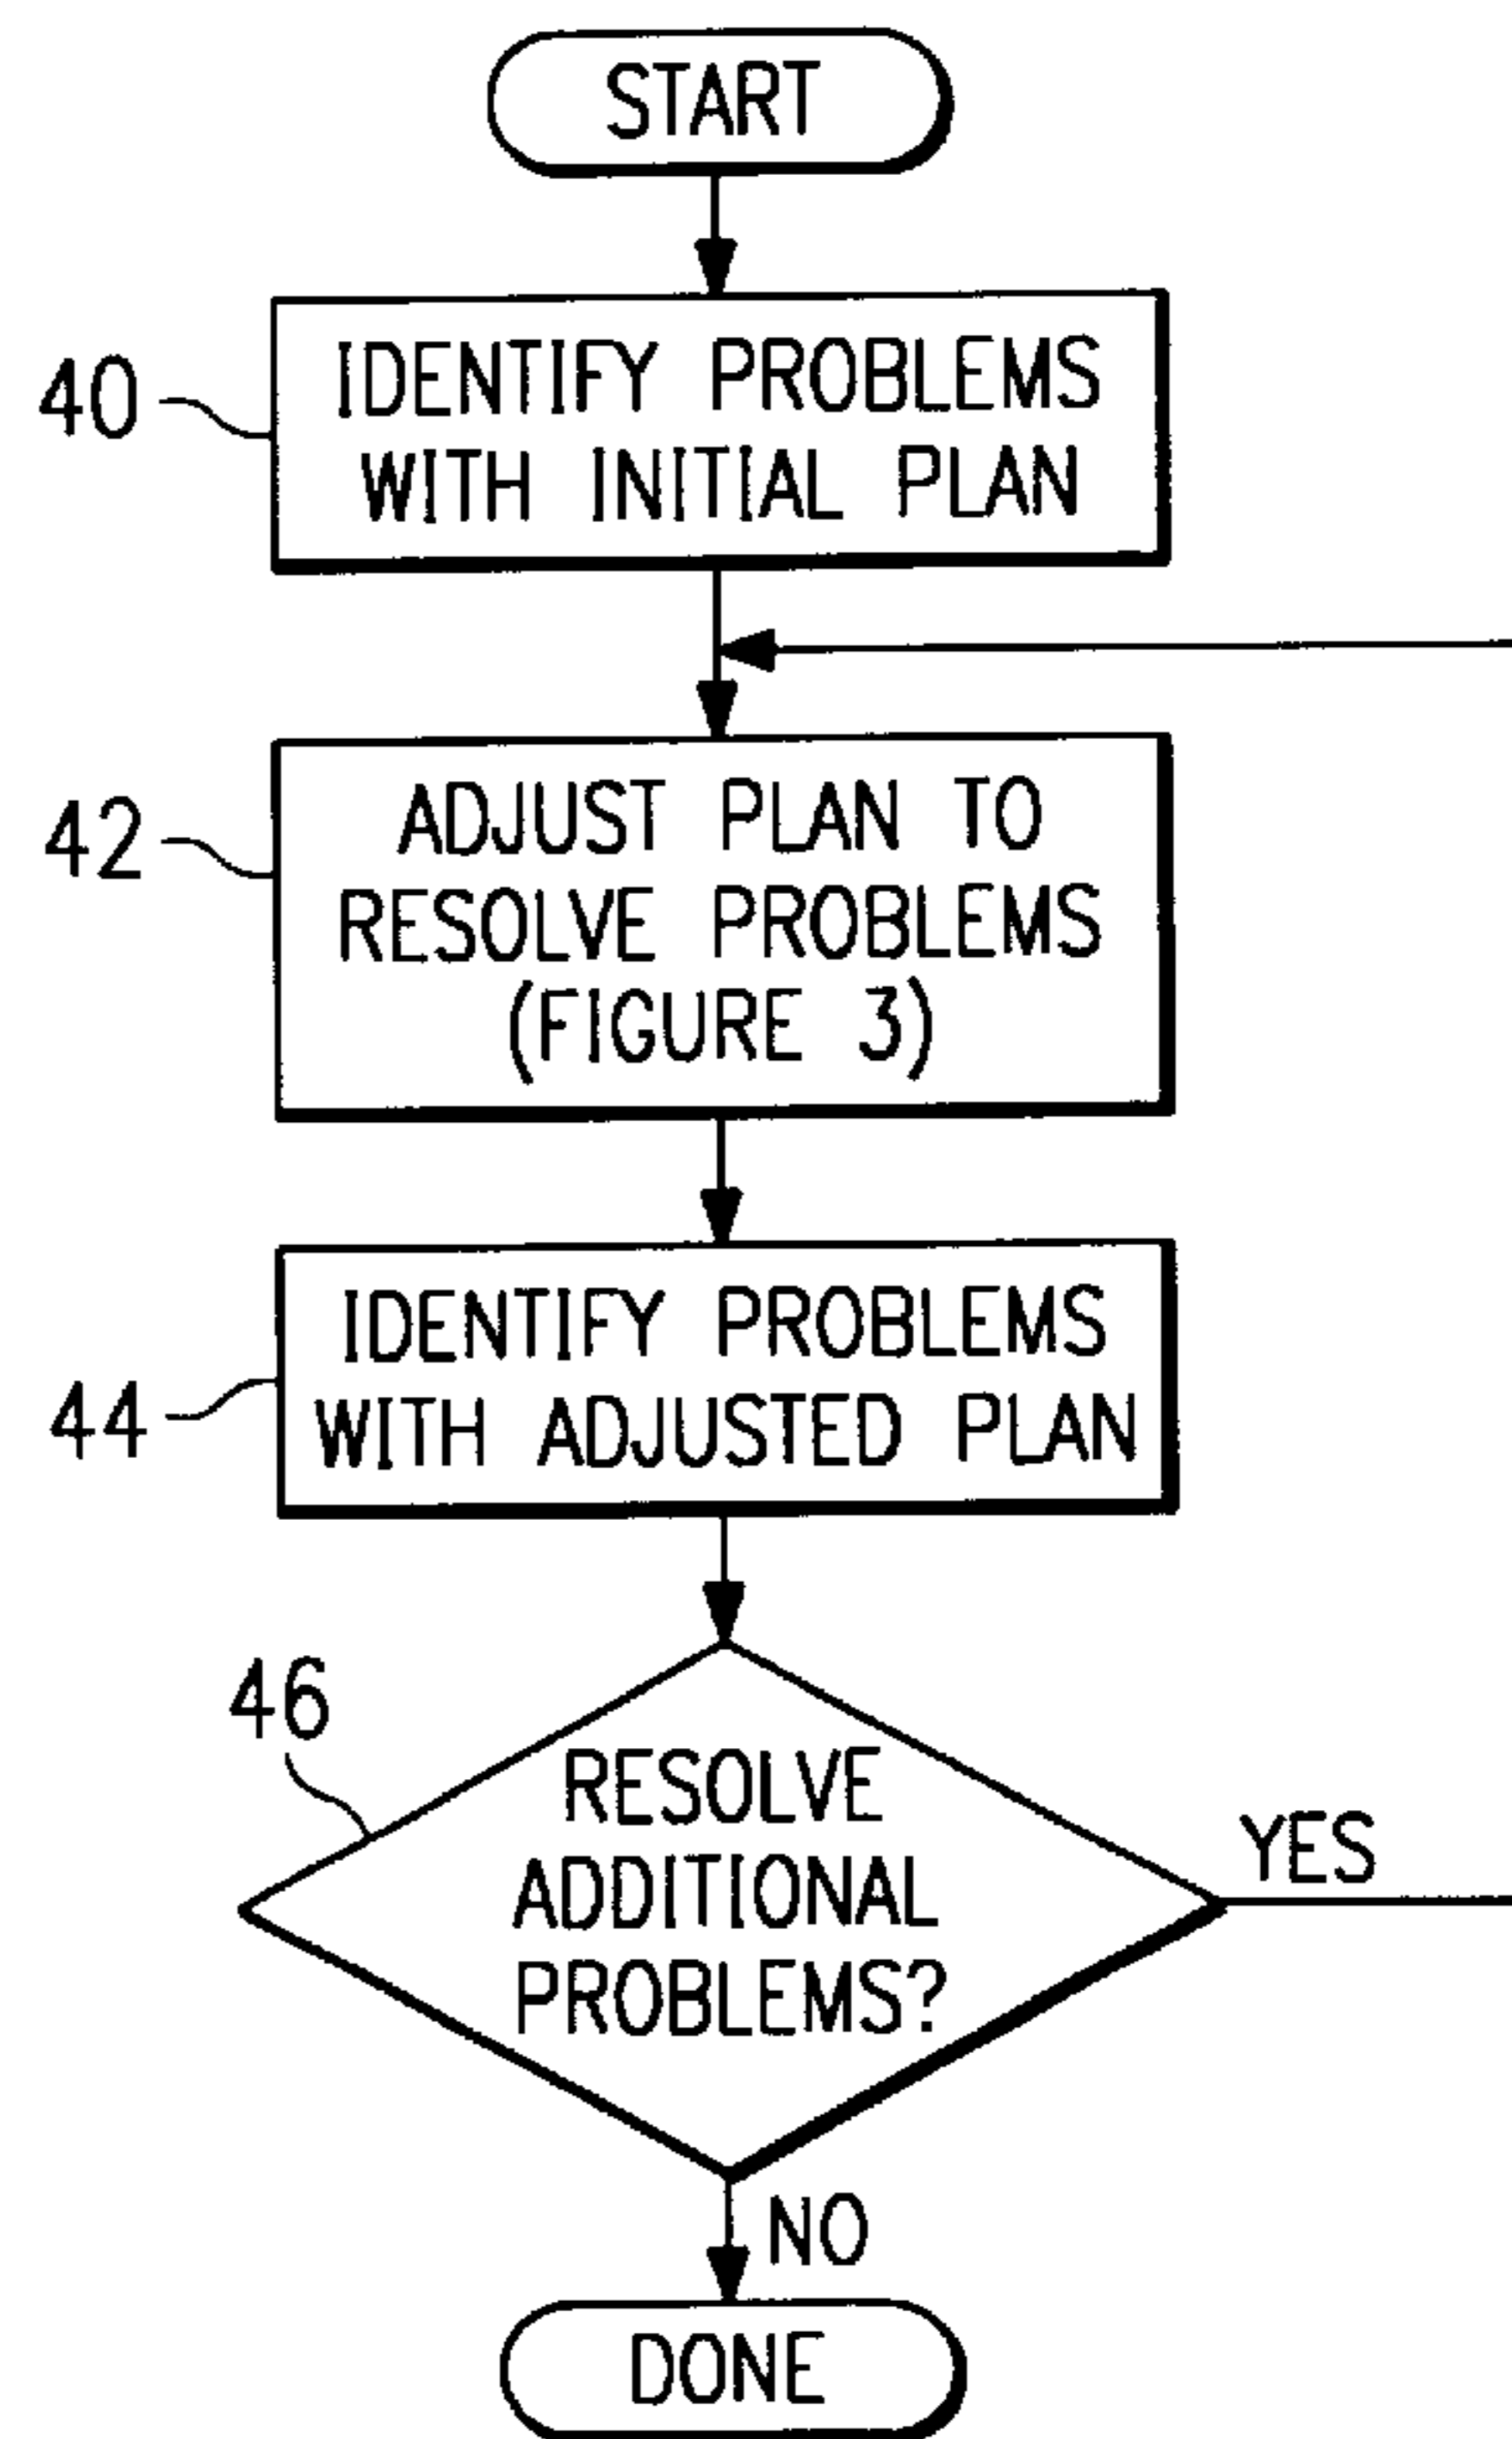 START
40
IDENTIFY PROBLEMS
WITH INITIAL PLAN
42
ADJUST PLAN TO
RESOLVE PROBLEMS
(FIGURE 3)
44
IDENTIFY PROBLEMS
WITH ADJUSTED PLAN
46
RESOLVE
ADDITIONAL
PROBLEMS?
YES
NO
DONE